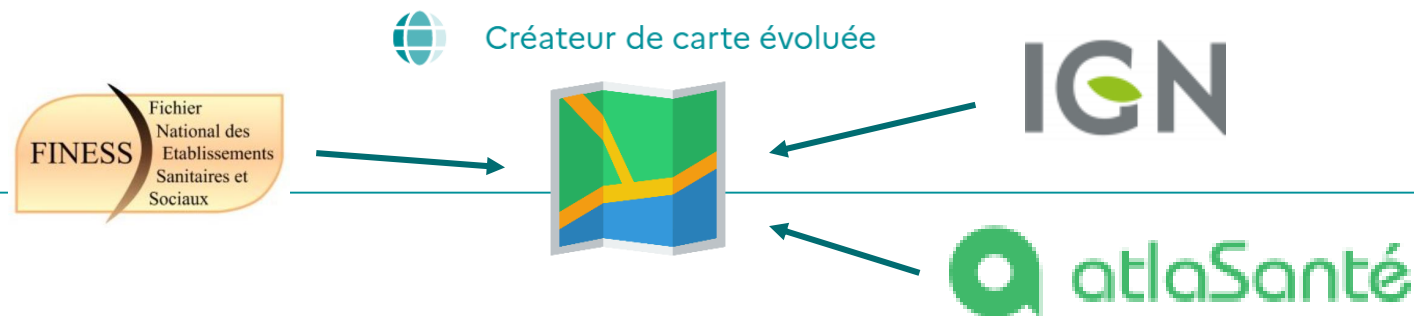 Créateur de carte évoluée
IGN
FINESS
Fichier
National des
Etablissements
Sanitaires et
Sociaux
atlaSanté